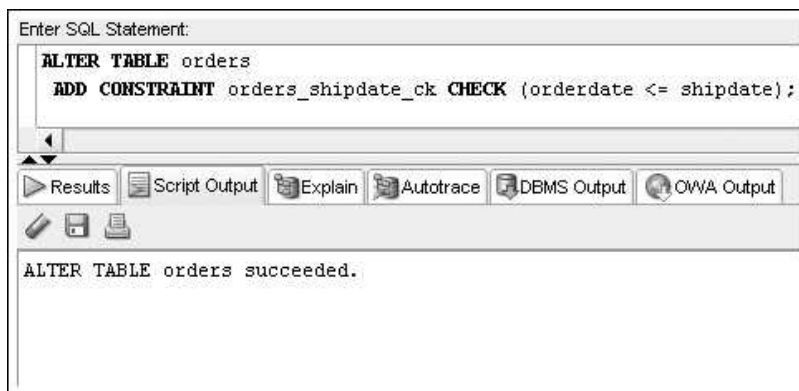 Enter SQL Statement:
ALTER TABLE orders
ADD CONSTRAINT orders_shipdate_ck CHECK (orderdate <= shipdate);
Results Script Output Explain Autotrace DBMS Output OWA Output
ALTER TABLE orders succeeded.